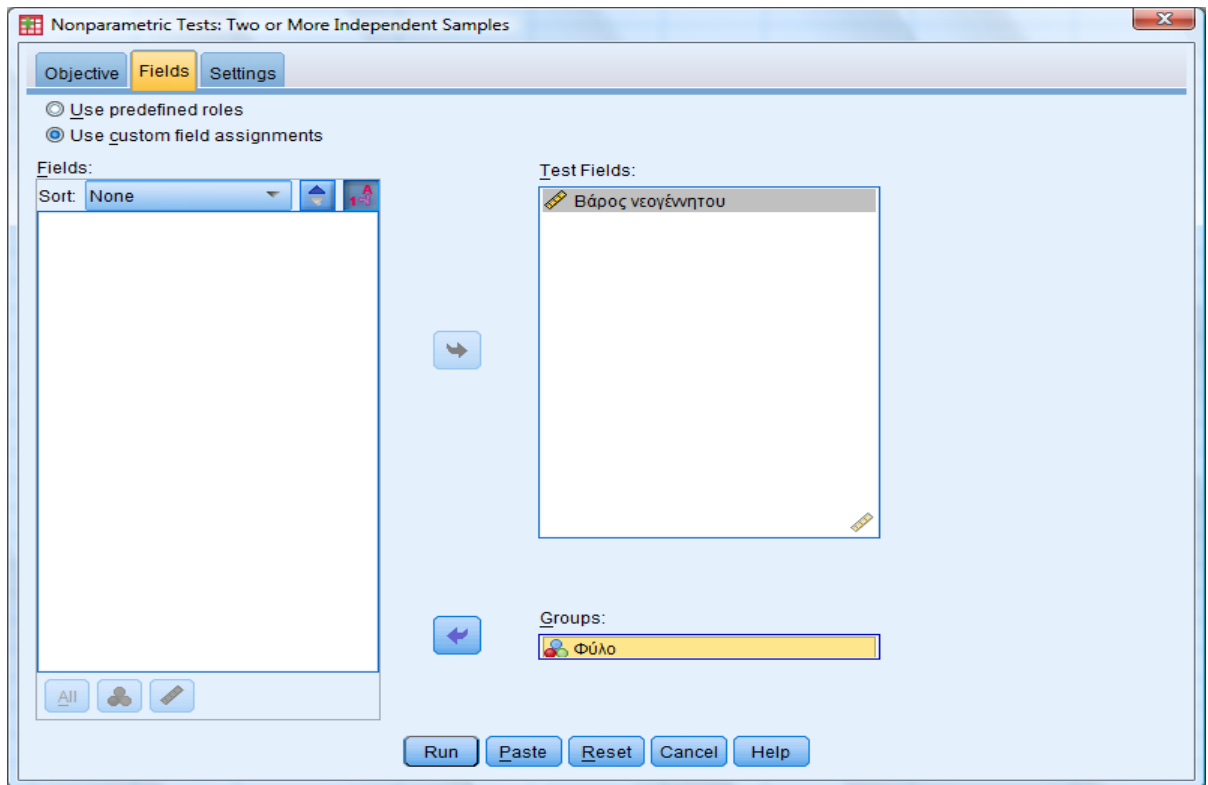 Nonparametric Tests: Two or More Independent Samples
Objective Fields Settings
Use predefined roles
Use custom field assignments
Fields:
Sort: None
Test Fields:
Βάρος νεογέννητου
Groups:
Φύλο
All
Run Paste Reset Cancel Help